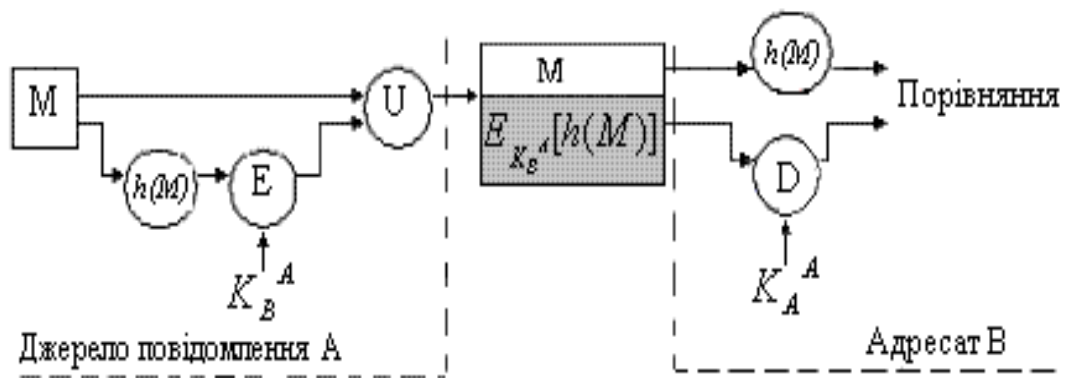 M
h(M)
E
K_B^A
U
M
E_{K_B^A}[h(M)]
h(M)
D
K_A^A
Порівняння
Джерело повідомлення А
Адресат В